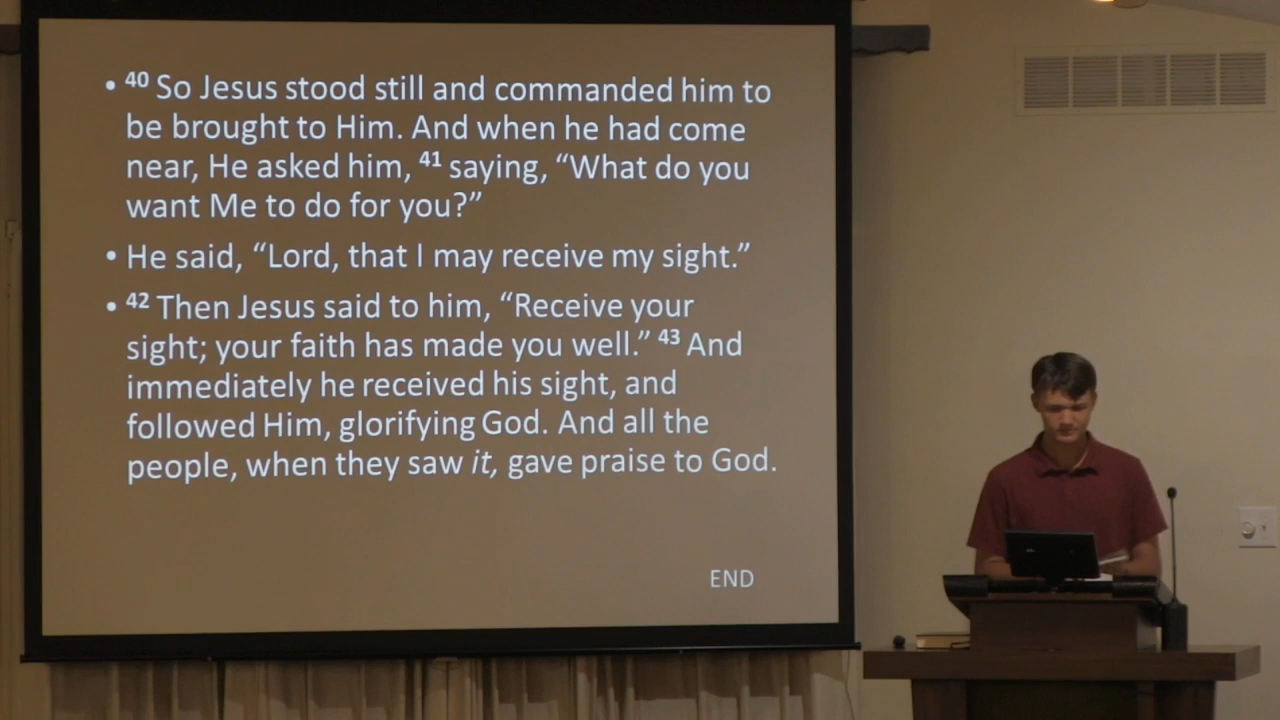 • 40 So Jesus stood still and commanded him to
be brought to Him. And when he had come
near, He asked him, 41 saying, “What do you
want Me to do for you?”
• He said, “Lord, that I may receive my sight.”
• 42 Then Jesus said to him, “Receive your
sight; your faith has made you well.” 43 And
immediately he received his sight, and
followed Him, glorifying God. And all the
people, when they saw it, gave praise to God.
END